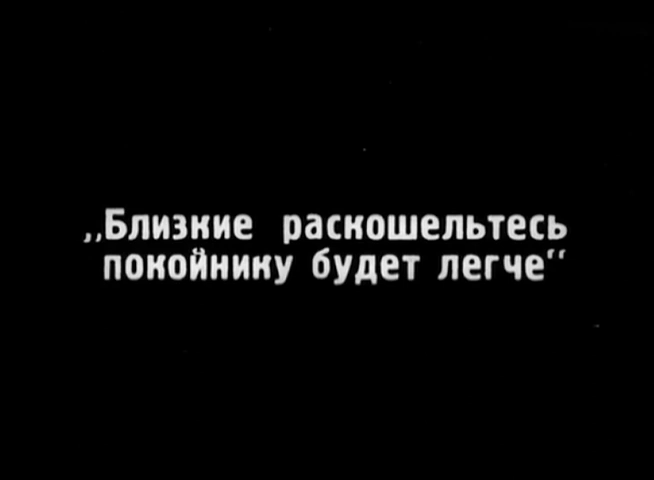 „Близкие раскошельтесь
покойнику будет легче“